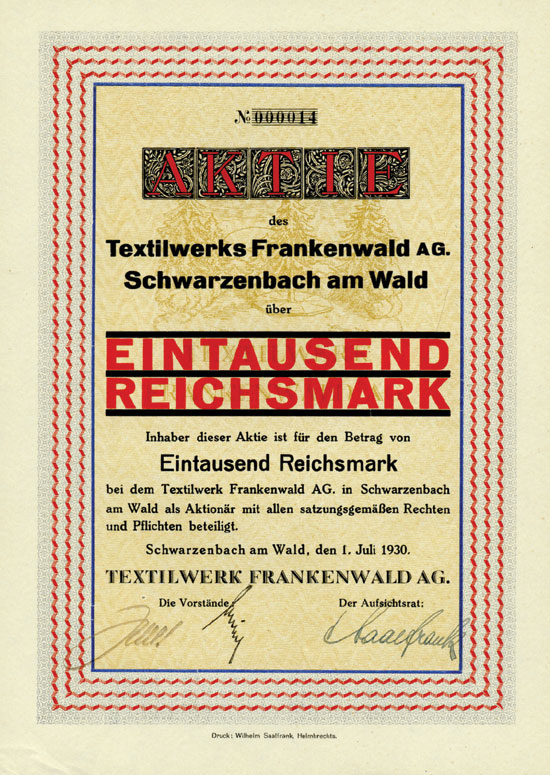 № 000014
AKTIE
des
Textilwerks Frankenwald AG.
Schwarzenbach am Wald
über
EINTAUSEND
REICHSMARK
Inhaber dieser Aktie ist für den Betrag von
Eintausend Reichsmark
bei dem Textilwerk Frankenwald AG. in Schwarzenbach
am Wald als Aktionär mit allen satzungsgemäßen Rechten
und Pflichten beteiligt.
Schwarzenbach am Wald, den 1. Juli 1930.
TEXTILWERK FRANKENWALD AG.
Die Vorstände: Der Aufsichtsrat:
Druck: Wilhelm Saalfrank, Helmbrechts.